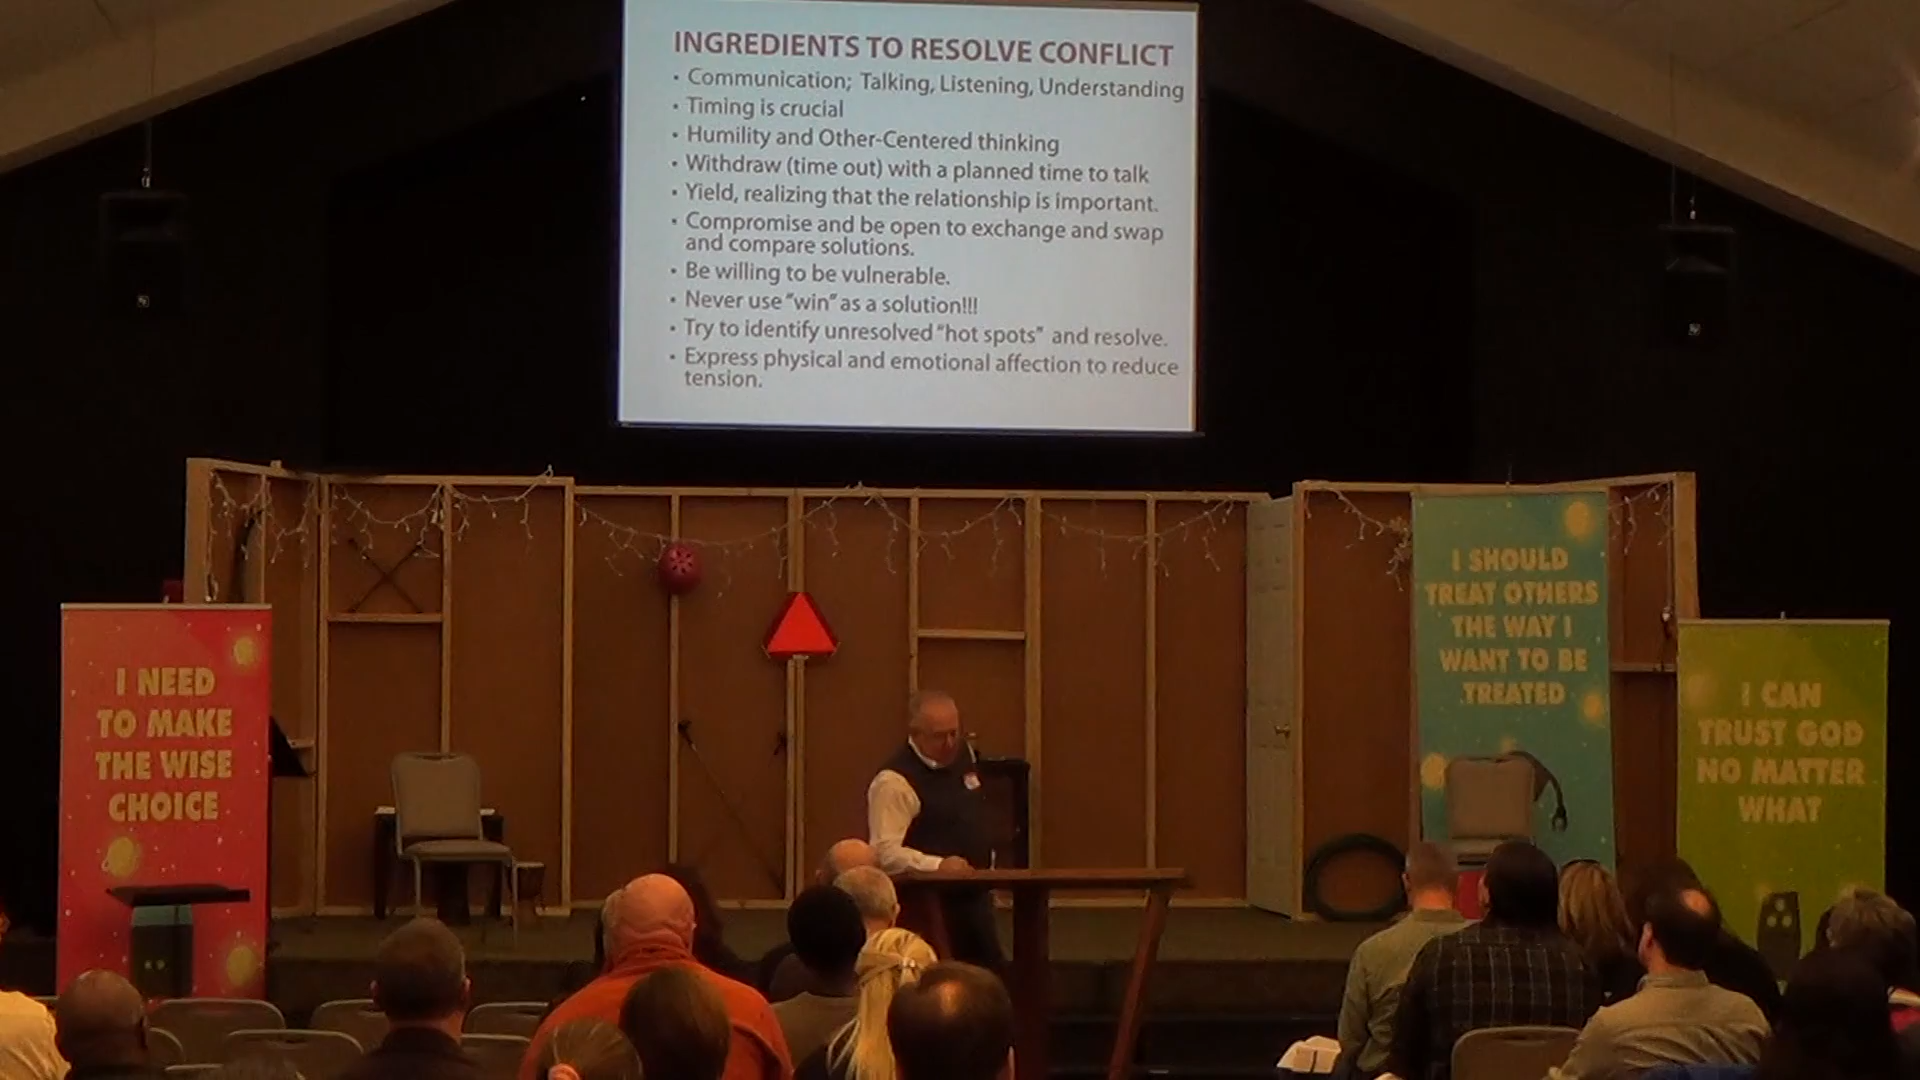 INGREDIENTS TO RESOLVE CONFLICT
• Communication; Talking, Listening, Understanding
• Timing is crucial
• Humility and Other-Centered thinking
• Withdraw (time out) with a planned time to talk
• Yield, realizing that the relationship is important.
• Compromise and be open to exchange and swap
and compare solutions.
• Be willing to be vulnerable.
• Never use "win" as a solution!!!
• Try to identify unresolved "hot spots" and resolve.
• Express physical and emotional affection to reduce
tension.
I NEED
TO MAKE
THE WISE
CHOICE
I SHOULD
TREAT OTHERS
THE WAY I
WANT TO BE
TREATED
I CAN
TRUST GOD
NO MATTER
WHAT